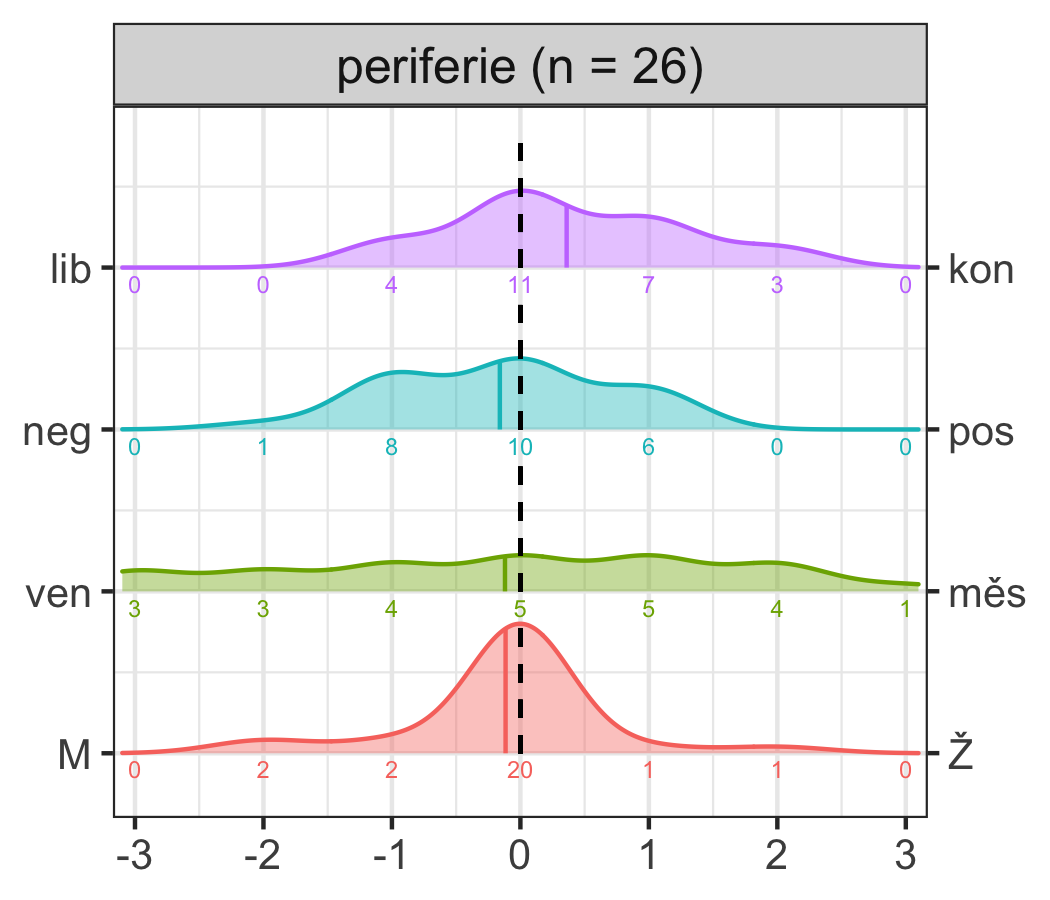 periferie (n = 26)
lib kon
0 0 4 11 7 3 0
neg pos
0 1 8 10 6 0 0
ven měs
3 3 4 5 5 4 1
M Ž
0 2 2 20 1 1 0
-3 -2 -1 0 1 2 3